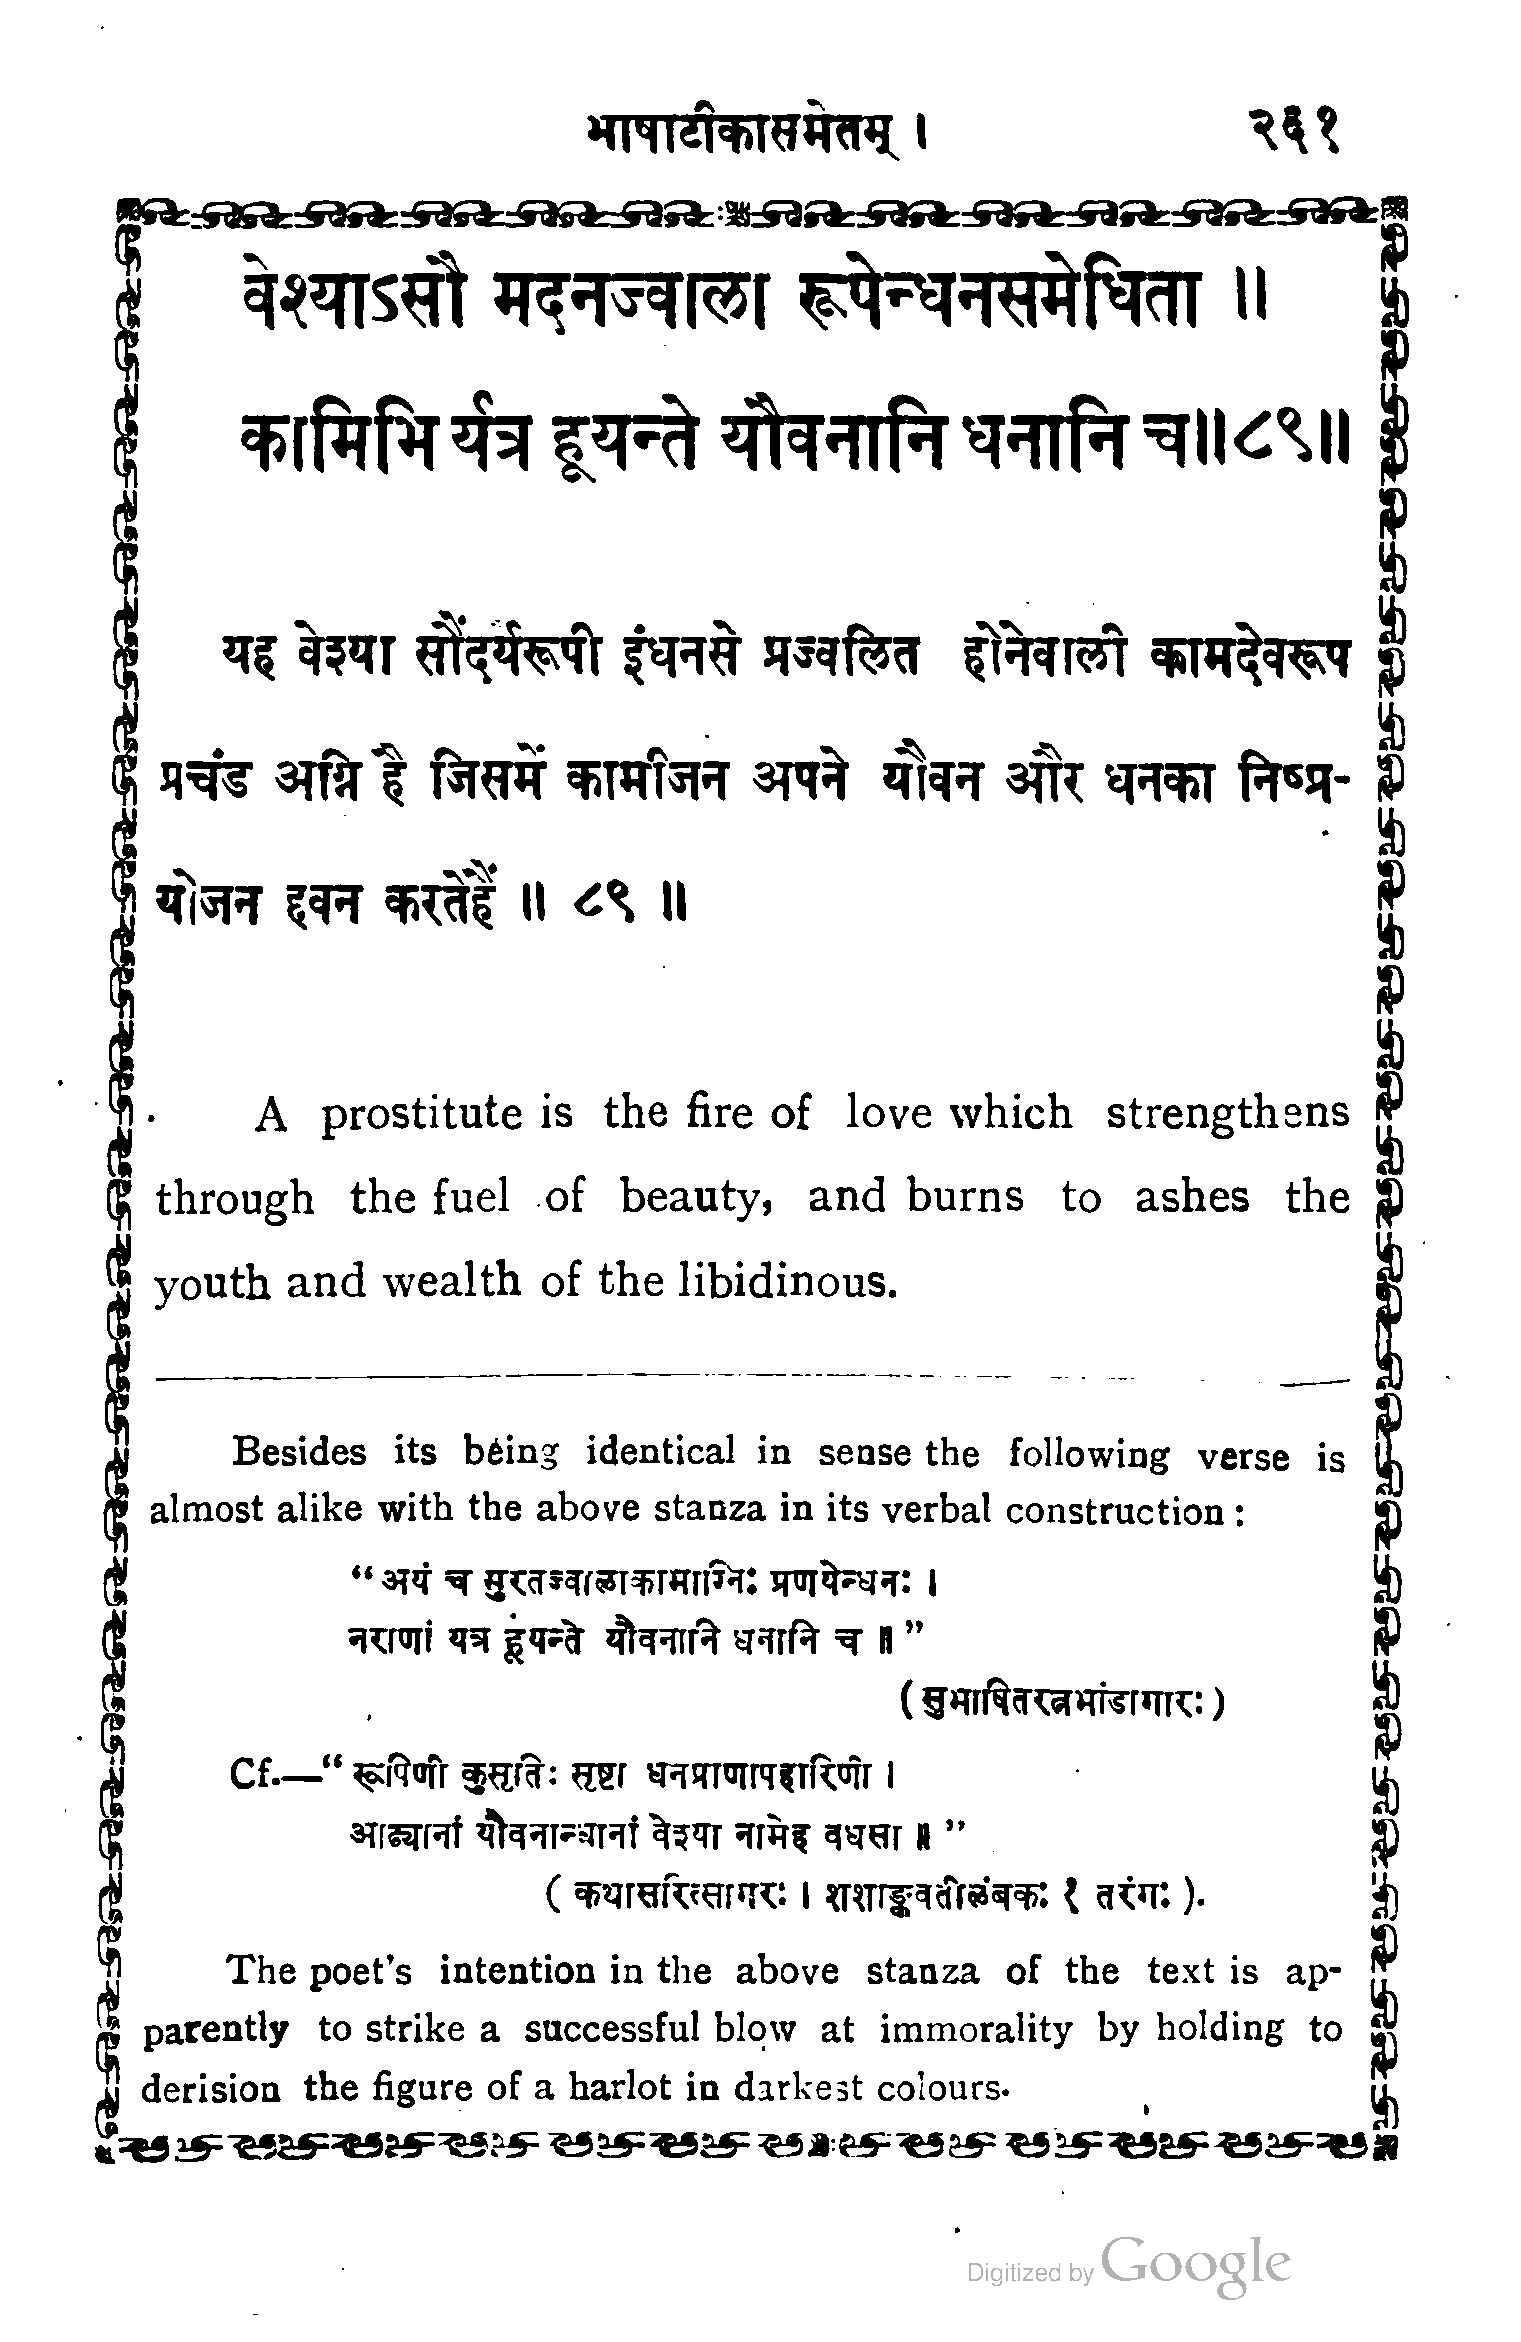 भाषाटीकासमेतम् । २६१
वेश्याऽसौ मदनज्वाला रूपेन्धनसमेधिता ॥
कामिभि र्यत्र हूयन्ते यौवनानि धनानि च॥८९॥
यह वेश्या सौंदर्यरूपी इंधनसे प्रज्वलित होनेवाली कामदेवरूप
प्रचंड अग्नि है जिसमें कामीजन अपने यौवन और धनका निष्प्र-
योजन हवन करतेहैं ॥ ८९ ॥
A prostitute is the fire of love which strengthens
through the fuel of beauty, and burns to ashes the
youth and wealth of the libidinous.
Besides its being identical in sense the following verse is
almost alike with the above stanza in its verbal construction :
“ अयं च सुरतज्वालाकामाग्निः प्रणयेन्धनः ।
नराणां यत्र हूयन्ते यौवनानि धनानि च ॥ ”
( सुभाषितरत्नभांडागारः )
Cf.—“ रूपिणी कुसृतिः सृष्टा धनप्राणापहारिणी ।
आढ्यानां यौवनान्धानां वेश्या नामेह वेधसा ॥ ”
( कथासरित्सागरः । शशाङ्कवतीलंबकः १ तरंगः ).
The poet's intention in the above stanza of the text is ap-
parently to strike a successful blow at immorality by holding to
derision the figure of a harlot in darkest colours.
Digitized by Google